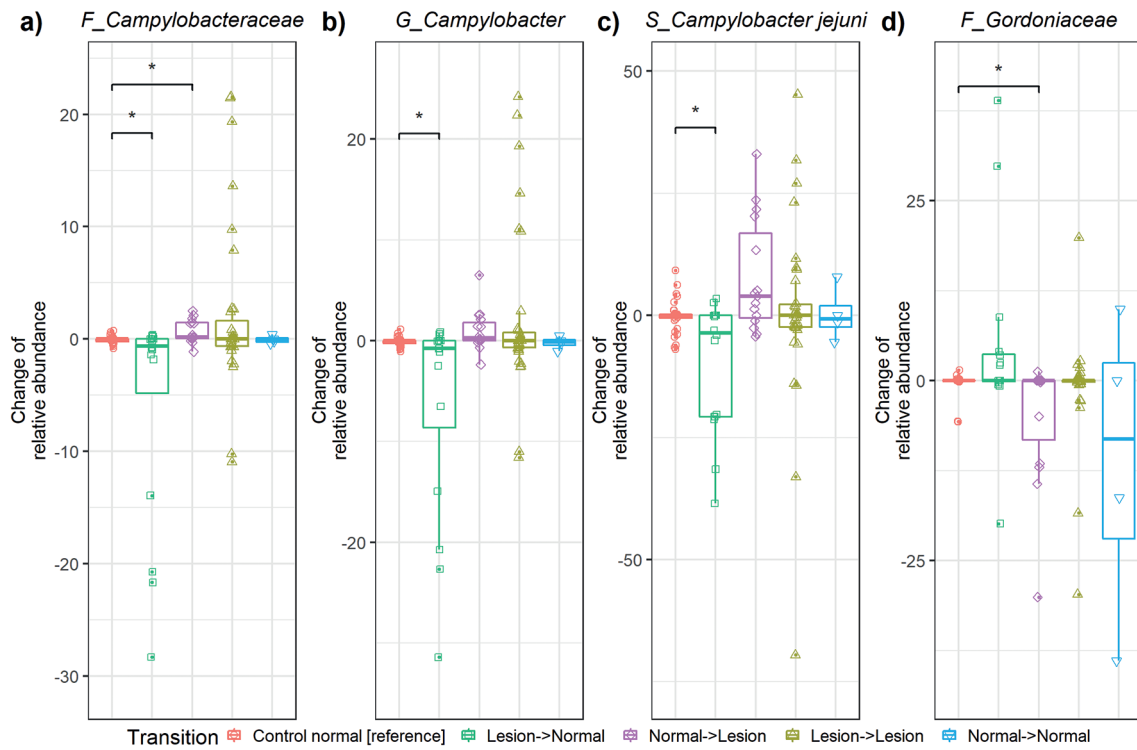 a) F_Campylobacteraceae
b) G_Campylobacter
c) S_Campylobacter jejuni
d) F_Gordoniaceae
Change of
relative abundance
20
10
0
-10
-20
-30
*
*
Change of
relative abundance
20
0
-20
*
Change of
relative abundance
50
0
-50
*
Change of
relative abundance
25
0
-25
*
Transition Control normal [reference] Lesion->Normal Normal->Lesion Lesion->Lesion Normal->Normal